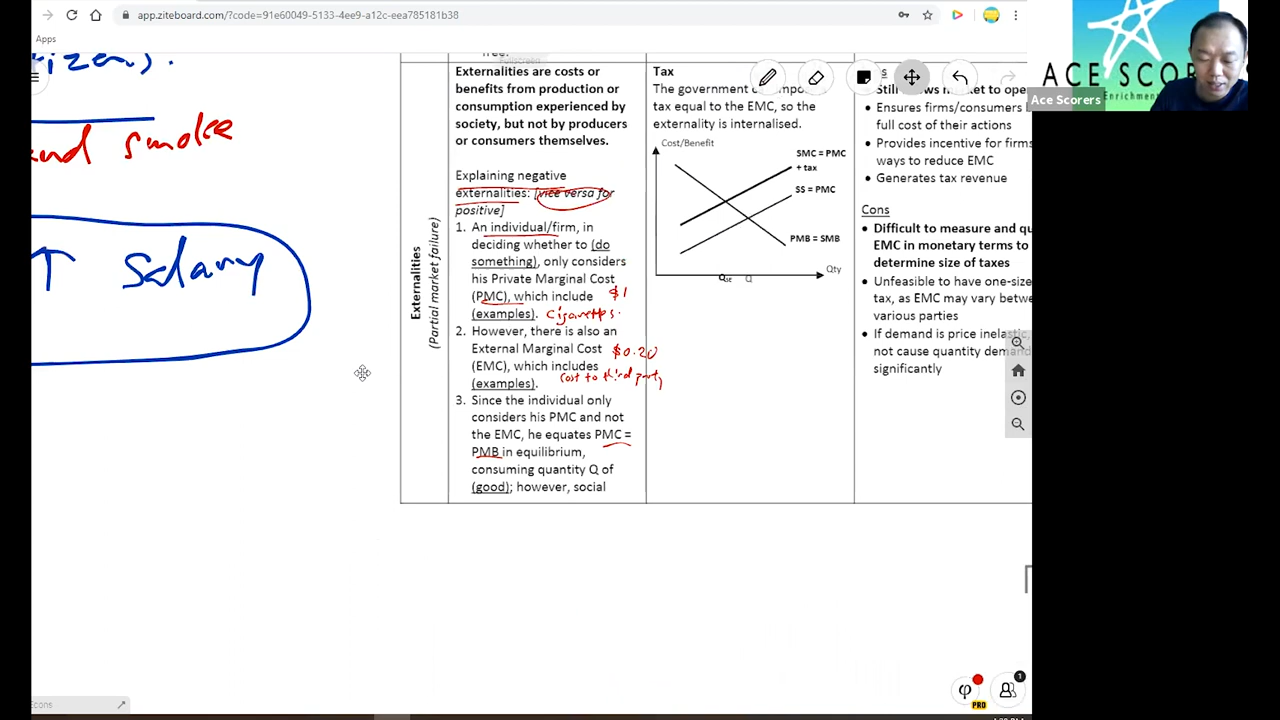 app.ziteboard.com/?code=91e60049-5133-4ee9-a12c-eea785181b38
Apps
smoke
↑ Salary
Externalities
(Partial market failure)
Externalities are costs or
benefits from production or
consumption experienced by
society, but not by producers
or consumers themselves.
Explaining negative
externalities: [vice versa for
positive]
1. An individual/firm, in
deciding whether to (do
something), only considers
his Private Marginal Cost
(PMC), which include $1
(examples). cigarettes.
2. However, there is also an
External Marginal Cost $0.20
(EMC), which includes
(examples). cost to third party
3. Since the individual only
considers his PMC and not
the EMC, he equates PMC =
PMB in equilibrium,
consuming quantity Q of
(good); however, social
Tax
The government
tax equal to the EMC, so the
externality is internalised.
Cost/Benefit
SMC = PMC
+ tax
SS = PMC
PMB = SMB
Qty
Q
market to
Ensures firms/consumers
full cost of their actions
Provides incentive for firms
ways to reduce EMC
Generates tax revenue
Cons
Difficult to measure and
EMC in monetary terms to
determine size of taxes
Unfeasible to have
tax, as EMC may vary
various parties
If demand is price inelastic,
not cause quantity
significantly
ACE SCOR
Enrichment
Ace Scorers
PRO
1
Econs